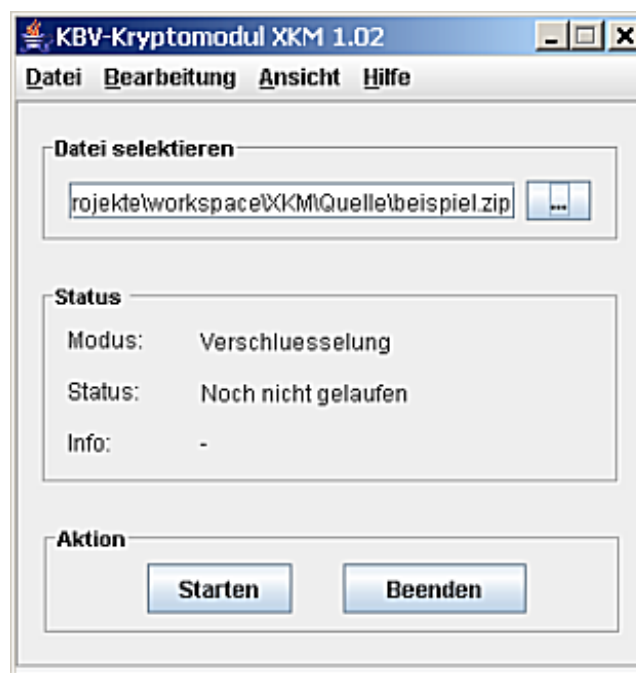 KBV-Kryptomodul XKM 1.02
Datei Bearbeitung Ansicht Hilfe
Datei selektieren
rojekte\workspace\XKM\Quelle\beispiel.zip ...
Status
Modus: Verschluesselung
Status: Noch nicht gelaufen
Info: -
Aktion
Starten Beenden